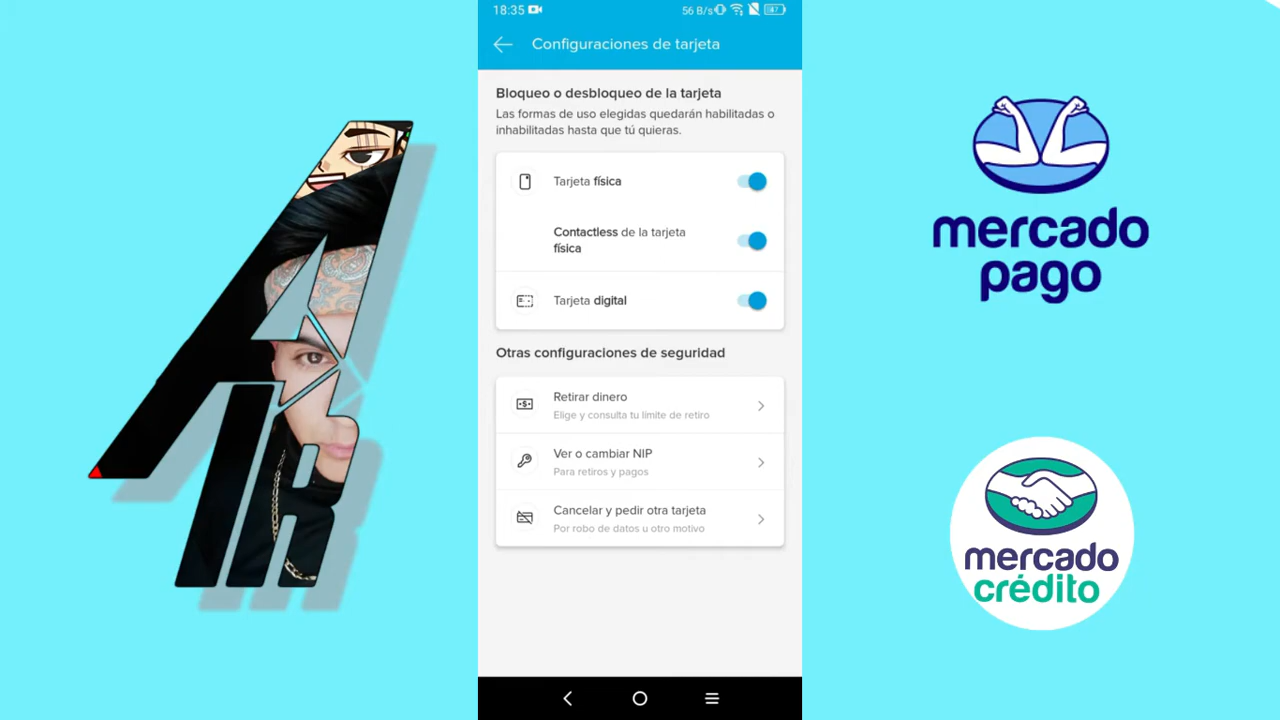 18:35
56 B/s
47
Configuraciones de tarjeta
Bloqueo o desbloqueo de la tarjeta
Las formas de uso elegidas quedarán habilitadas o
inhabilitadas hasta que tú quieras.
Tarjeta física
Contactless de la tarjeta
física
Tarjeta digital
Otras configuraciones de seguridad
Retirar dinero
Elige y consulta tu límite de retiro
Ver o cambiar NIP
Para retiros y pagos
Cancelar y pedir otra tarjeta
Por robo de datos u otro motivo
AIR
mercado
pago
mercado
crédito